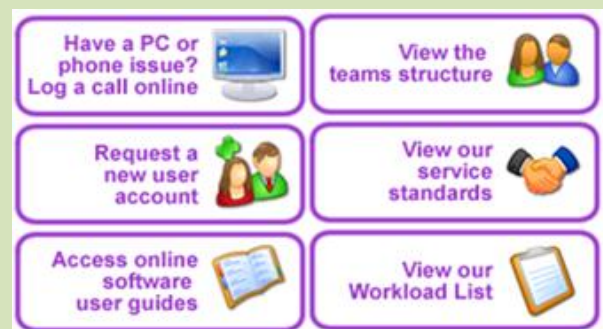 Have a PC or
phone issue?
Log a call online
View the
teams structure
Request a
new user
account
View our
service
standards
Access online
software
user guides
View our
Workload List